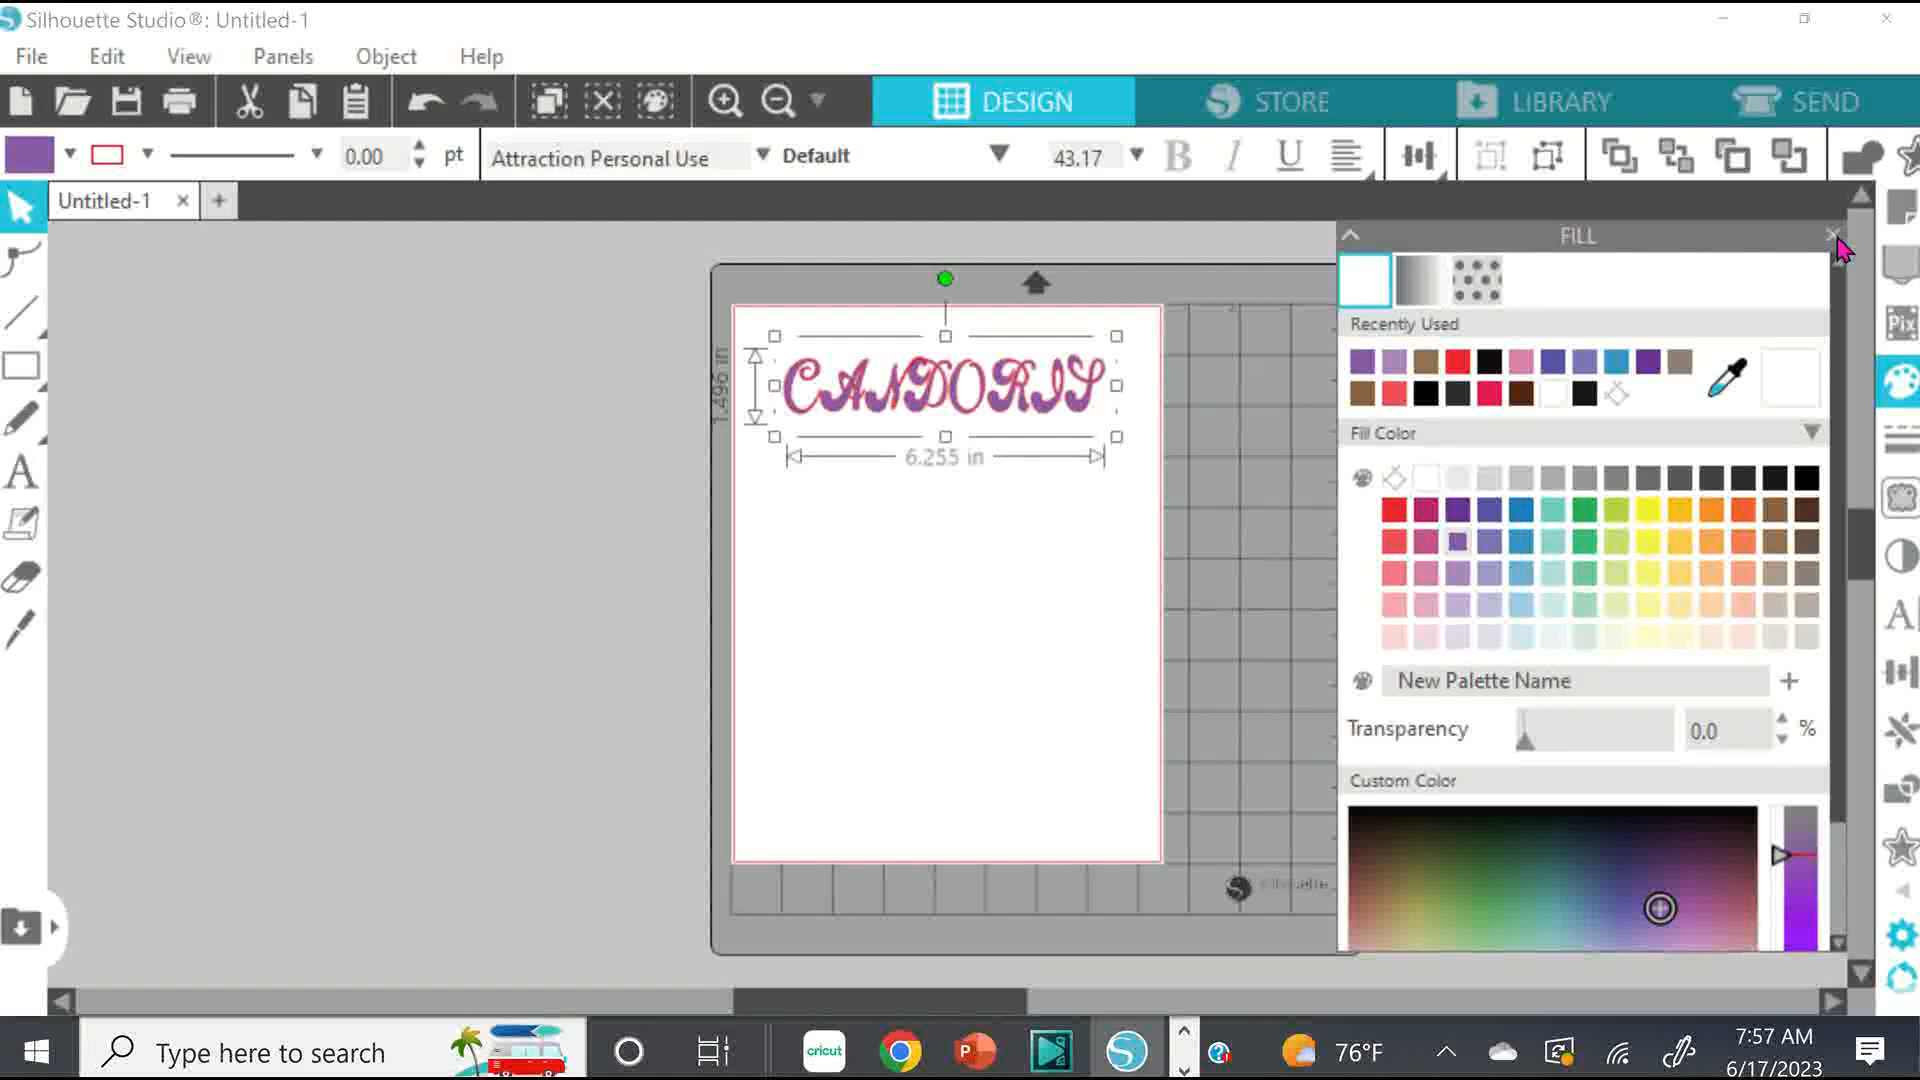 Silhouette Studio®: Untitled-1
File Edit View Panels Object Help
DESIGN STORE LIBRARY SEND
0.00 pt Attraction Personal Use Default 43.17 B I U
Untitled-1
FILL
Pix
Recently Used
CANDORIS
1.496 in
6.255 in
Fill Color
A
A
New Palette Name
Transparency 0.0 %
Custom Color
silhouette
Type here to search
cricut
P
76°F
7:57 AM
6/17/2023